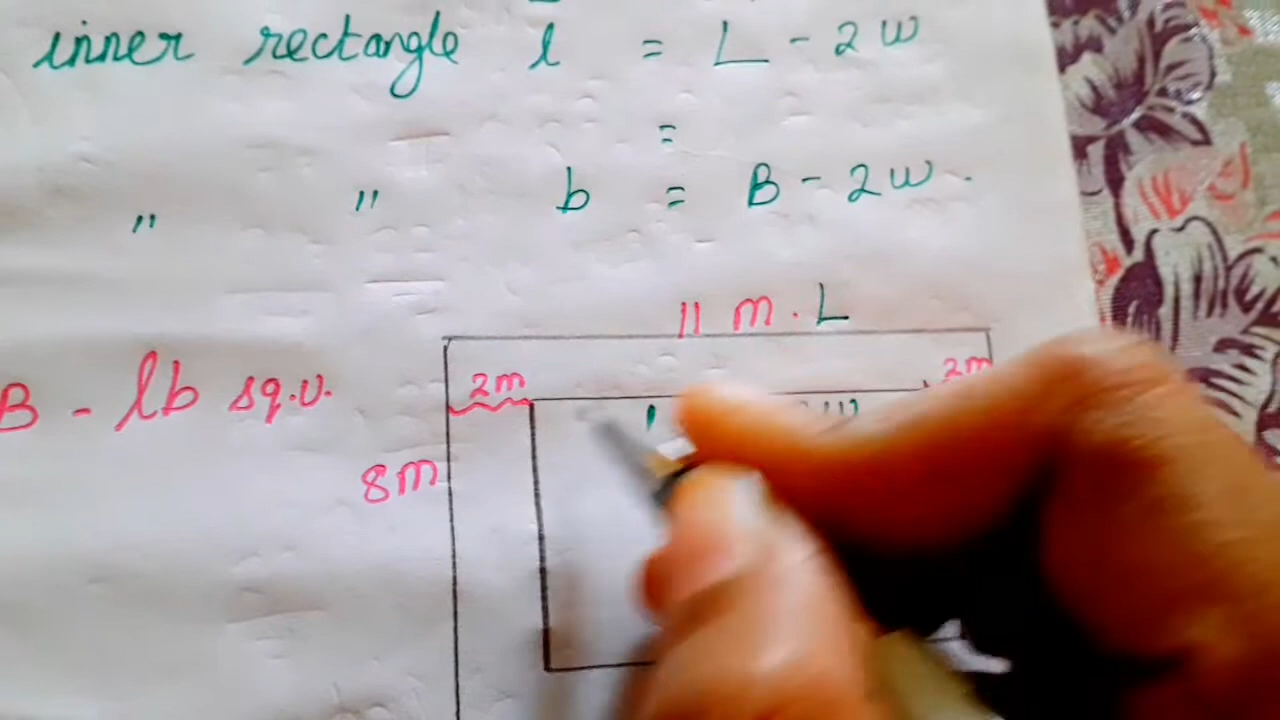 inner rectangle l = L - 2w
=
" " b = B - 2w.
11 m. L
2m 2m
B - lb sq.u.
8m